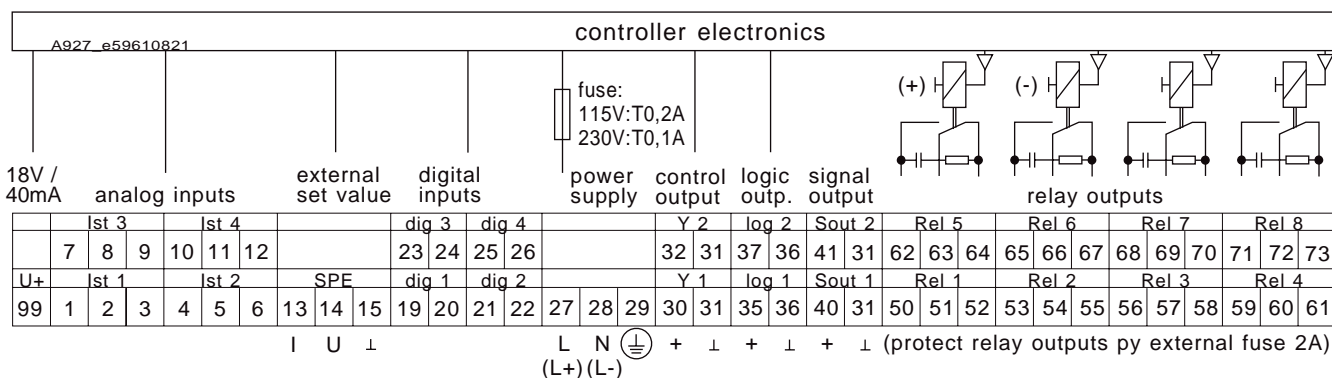 controller electronics
A927_e59610821
fuse:
115V:T0,2A
230V:T0,1A
(+)
(-)
18V /
40mA
analog inputs
external
set value
digital
inputs
power
supply
control
output
logic
outp.
signal
output
relay outputs
Ist 3 Ist 4 dig 3 dig 4 Y 2 log 2 Sout 2 Rel 5 Rel 6 Rel 7 Rel 8
7 8 9 10 11 12 23 24 25 26 32 31 37 36 41 31 62 63 64 65 66 67 68 69 70 71 72 73
U+ Ist 1 Ist 2 SPE dig 1 dig 2 Y 1 log 1 Sout 1 Rel 1 Rel 2 Rel 3 Rel 4
99 1 2 3 4 5 6 13 14 15 19 20 21 22 27 28 29 30 31 35 36 40 31 50 51 52 53 54 55 56 57 58 59 60 61
I U ⊥ L N + ⊥ + ⊥ + ⊥ (protect relay outputs py external fuse 2A)
(L+) (L-)